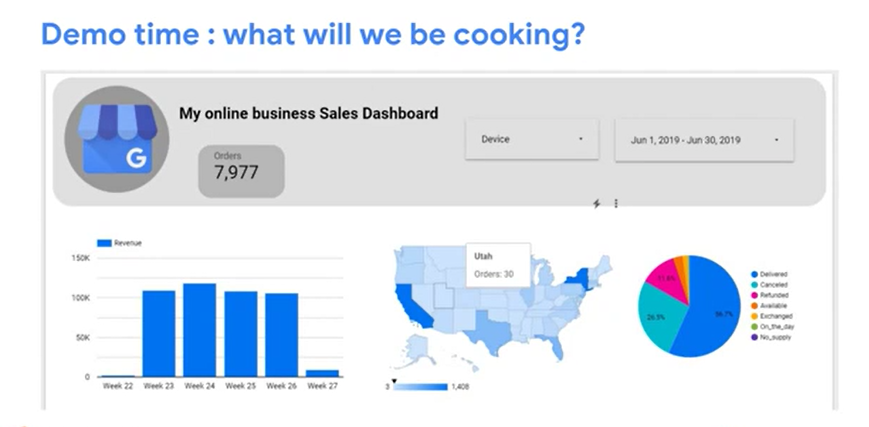 Demo time : what will we be cooking?
My online business Sales Dashboard
Orders
7,977
Device
Jun 1, 2019 - Jun 30, 2019
G
Revenue
150K
100K
50K
0
Week 22 Week 23 Week 24 Week 25 Week 26 Week 27
Utah
Orders: 30
3 1,408
26.5%
Delivered
Canceled
Refunded
Available
Exchanged
On_the_day
No_supply